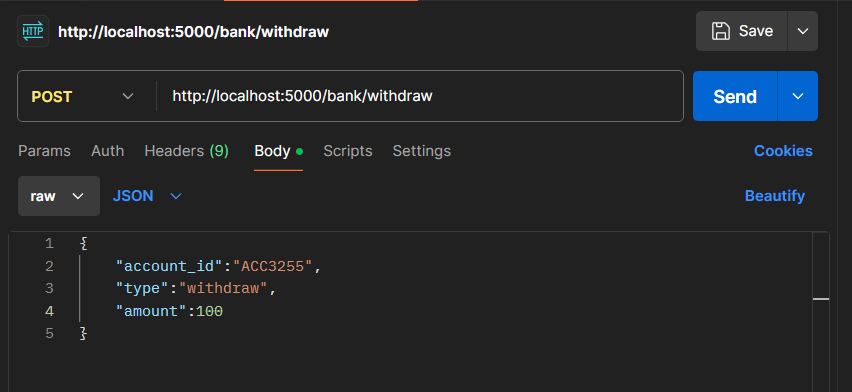 HTTP http://localhost:5000/bank/withdraw Save
POST http://localhost:5000/bank/withdraw Send
Params Auth Headers (9) Body Scripts Settings Cookies
raw JSON Beautify
1 {
2 "account_id":"ACC3255",
3 "type":"withdraw",
4 "amount":100
5 }